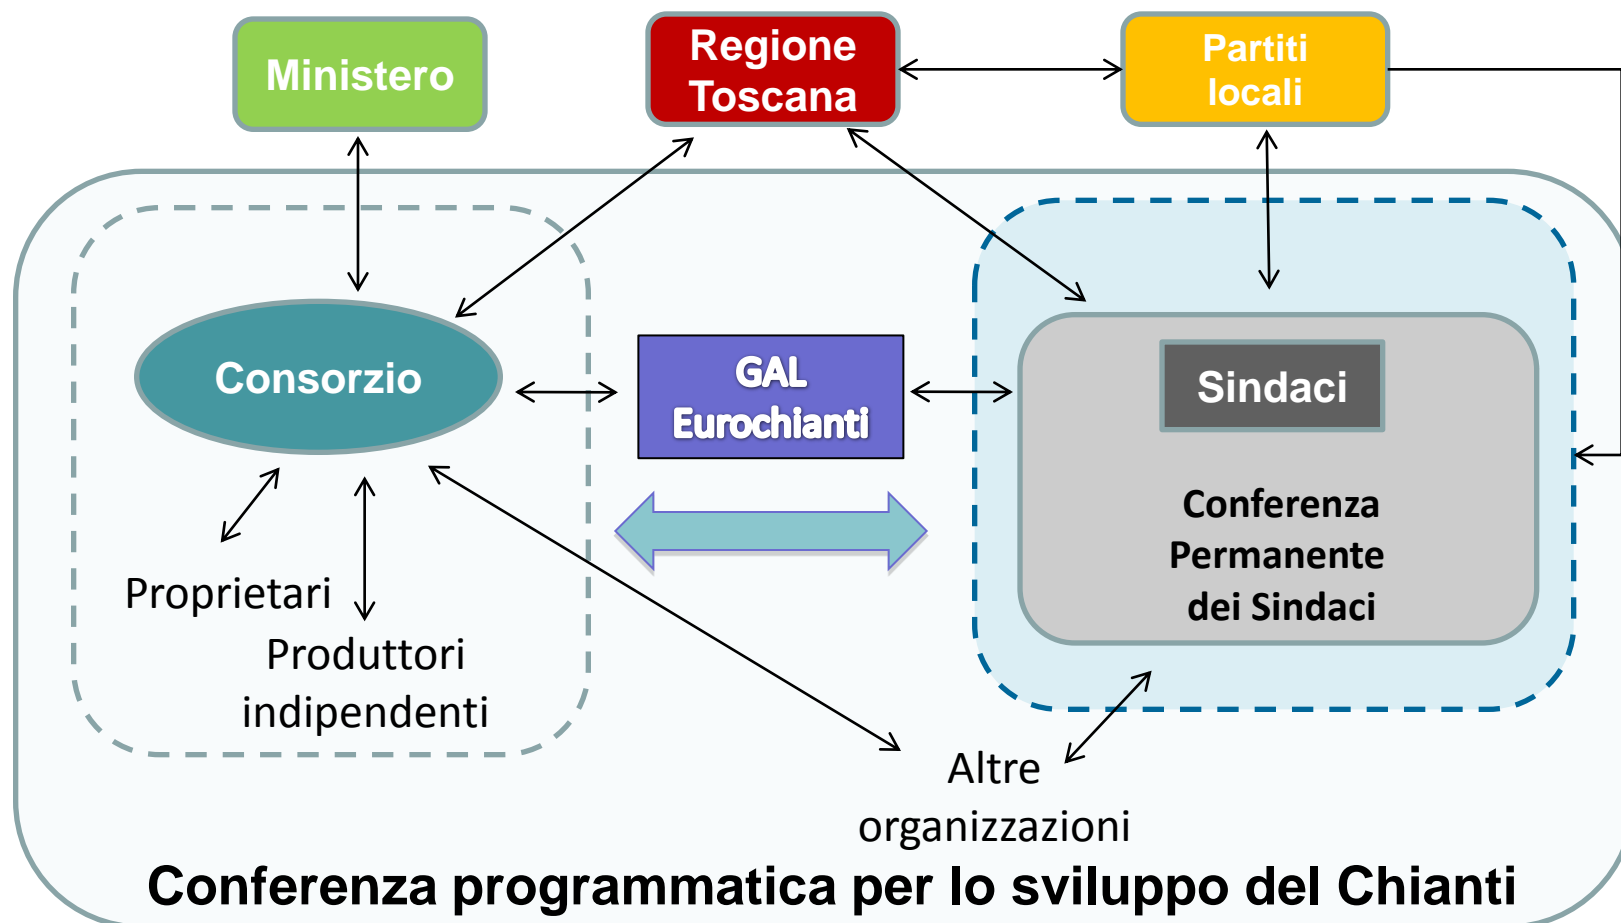 Ministero
Regione
Toscana
Partiti
locali
Consorzio
GAL
Eurochianti
Sindaci
Conferenza
Permanente
dei Sindaci
Proprietari
Produttori
indipendenti
Altre
organizzazioni
Conferenza programmatica per lo sviluppo del Chianti